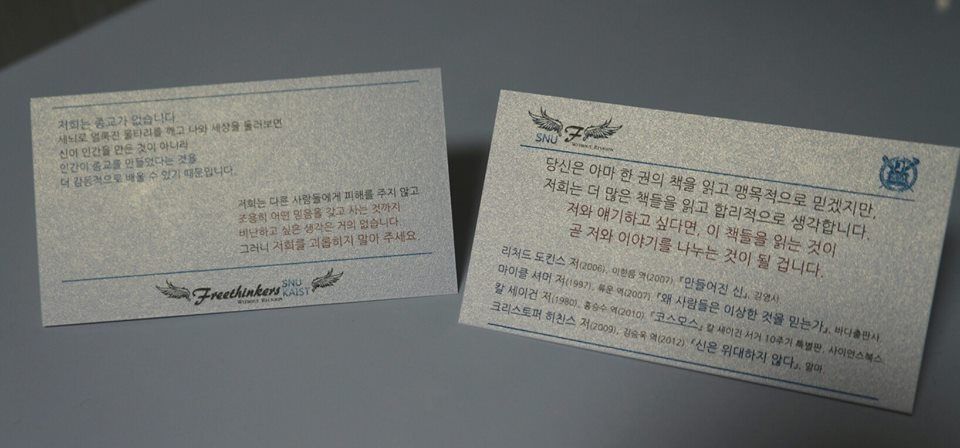 저희는 종교가 없습니다
세뇌로 얼룩진 울타리를 깨고 나와 세상을 둘러보면
신이 인간을 만든 것이 아니라
인간이 종교를 만들었다는 것을
더 감동적으로 배울 수 있기 때문입니다.
저희는 다른 사람들에게 피해를 주지 않고
조용히 어떤 믿음을 갖고 사는 것까지
비난하고 싶은 생각은 거의 없습니다.
그러니 저희를 괴롭히지 말아 주세요.
Freethinkers SNU KAIST
WITHOUT RELIGION
SNU F
WITHOUT RELIGION
당신은 아마 한 권의 책을 읽고 맹목적으로 믿겠지만,
저희는 더 많은 책들을 읽고 합리적으로 생각합니다.
저와 얘기하고 싶다면, 이 책들을 읽는 것이
곧 저와 이야기를 나누는 것이 될 겁니다.
리처드 도킨스 저(2006), 이한음 역(2007), 『만들어진 신』, 김영사.
마이클 셔머 저(1997), 류운 역(2007), 『왜 사람들은 이상한 것을 믿는가』, 바다출판사.
칼 세이건 저(1980), 홍승수 역(2010), 『코스모스』 칼 세이건 서거 10주기 특별판, 사이언스북스.
크리스토퍼 히친스 저(2009), 김승욱 역(2012), 『신은 위대하지 않다』, 알마.